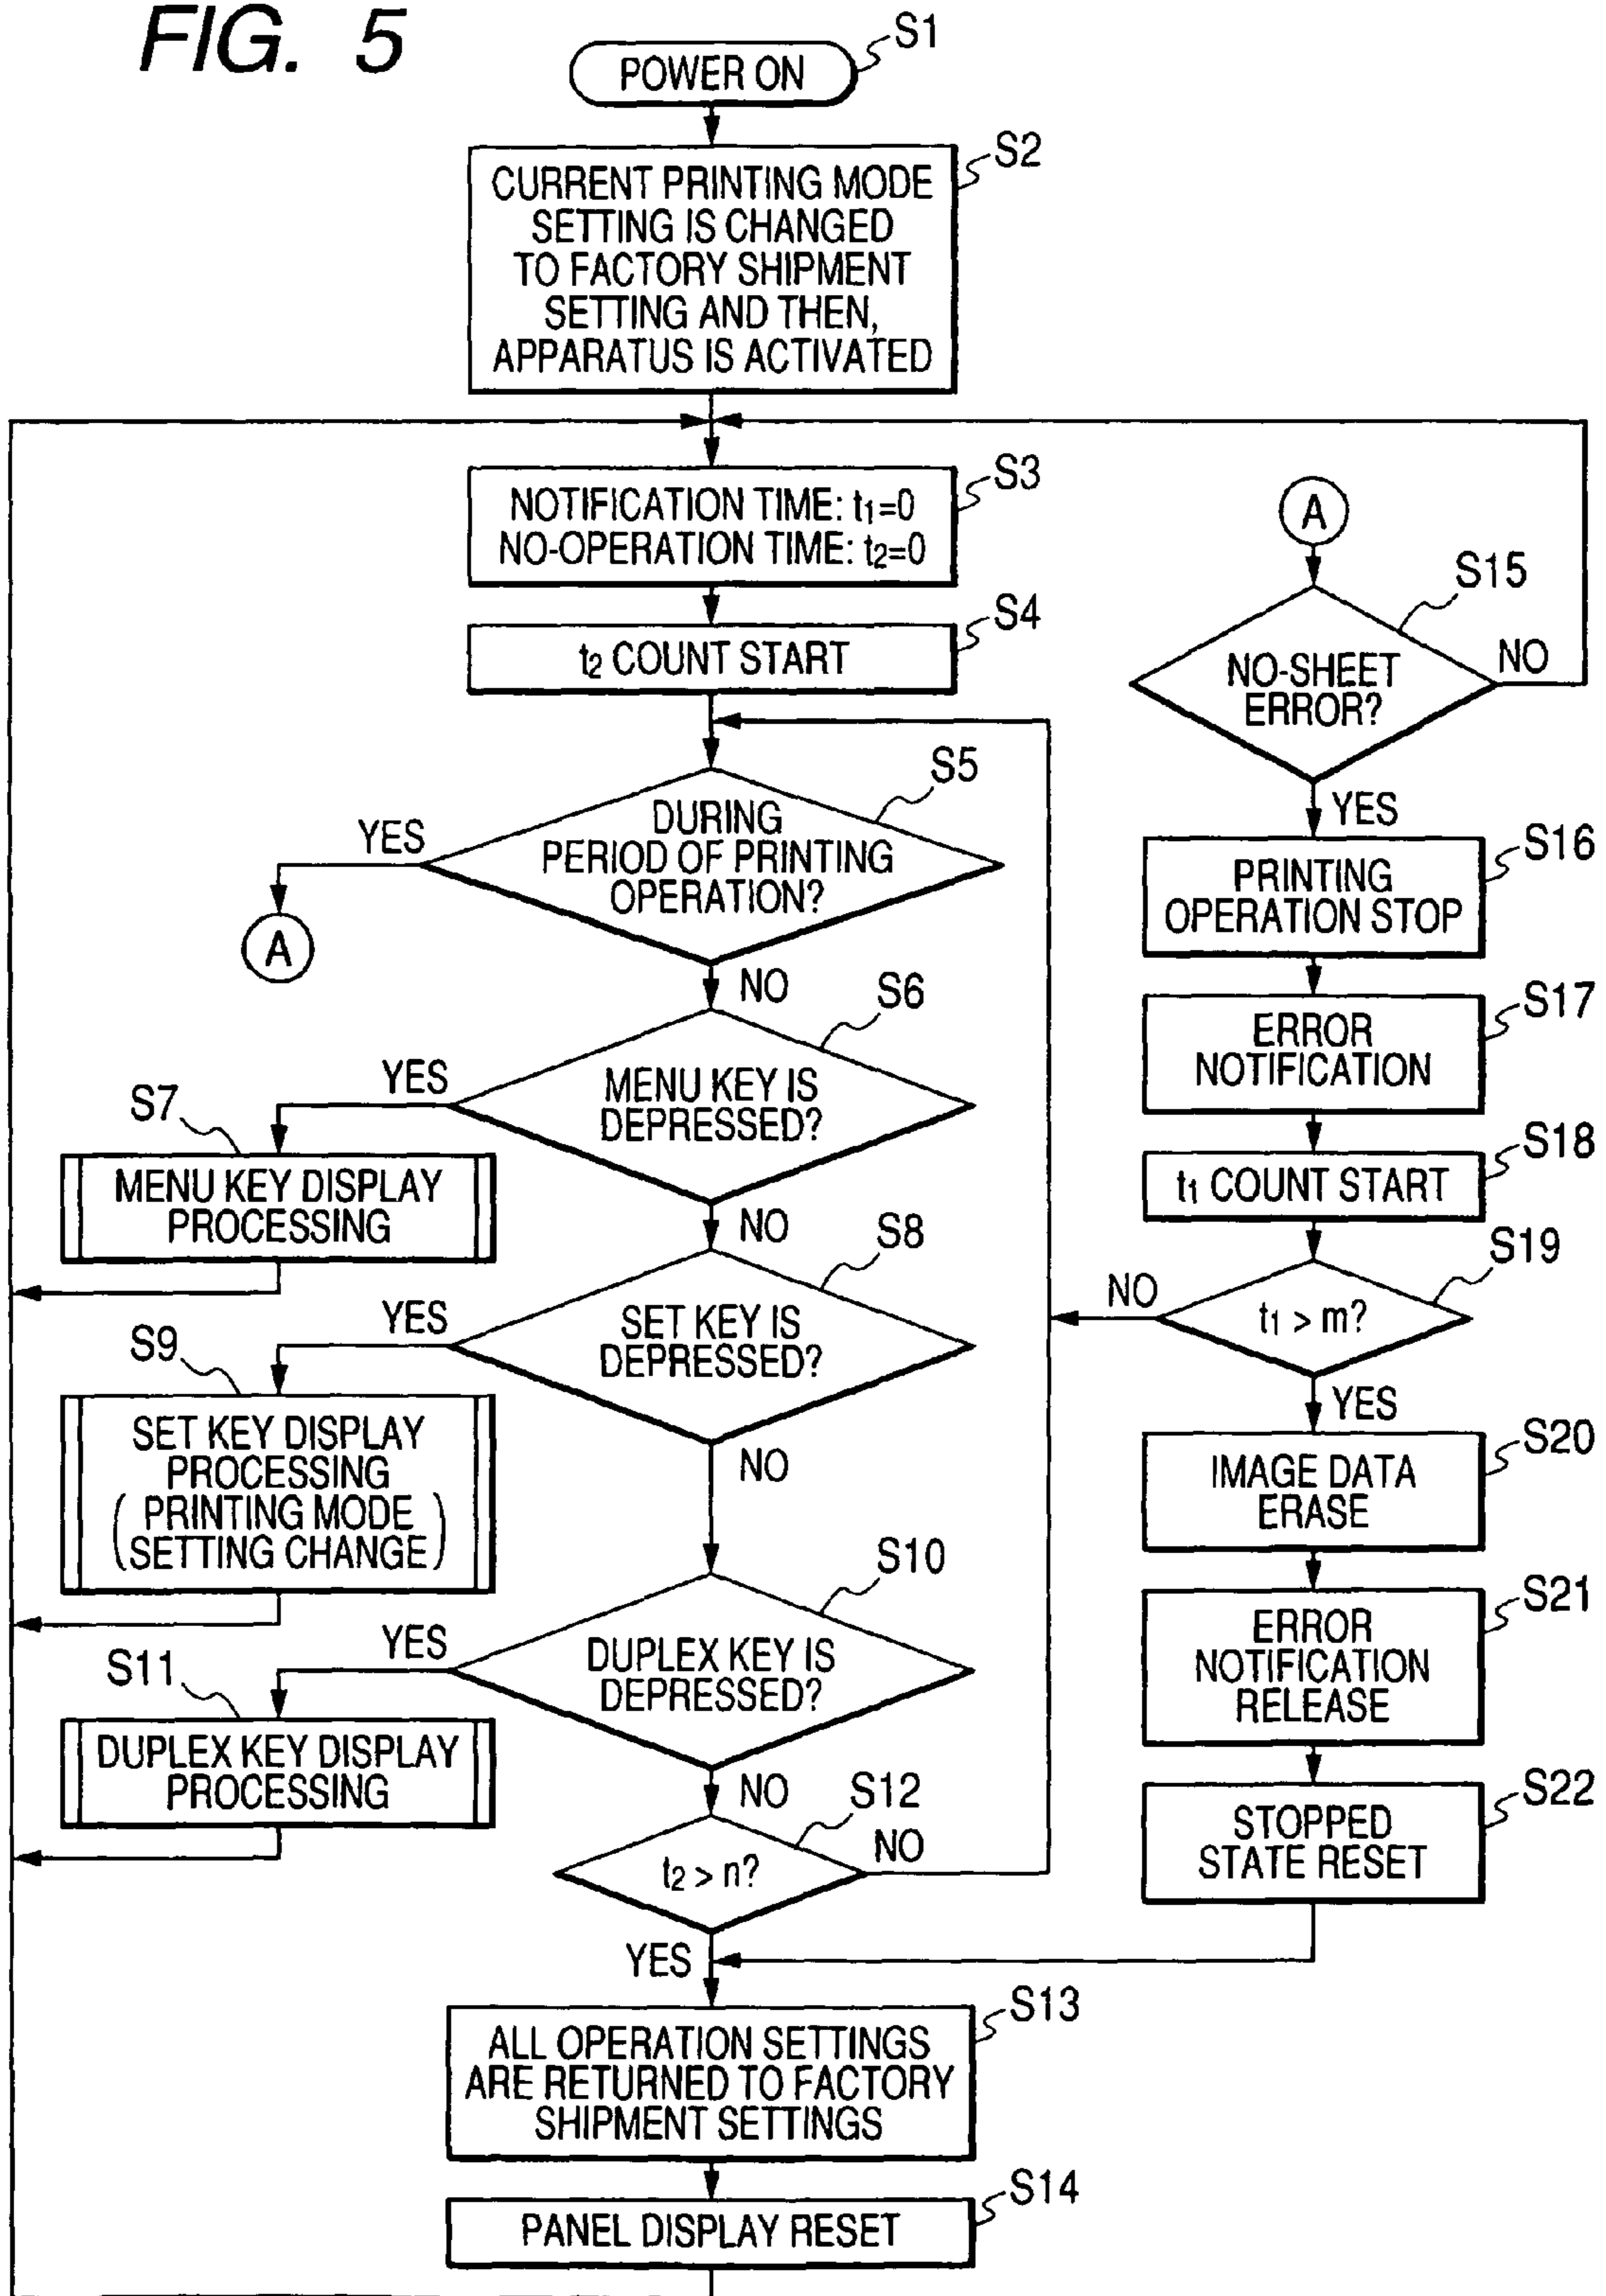 FIG. 5
S1
POWER ON
S2
CURRENT PRINTING MODE
SETTING IS CHANGED
TO FACTORY SHIPMENT
SETTING AND THEN,
APPARATUS IS ACTIVATED
S3
NOTIFICATION TIME: t1=0
NO-OPERATION TIME: t2=0
S4
t2 COUNT START
S5
DURING
PERIOD OF PRINTING
OPERATION?
YES
A
NO
S6
MENU KEY IS
DEPRESSED?
YES
S7
MENU KEY DISPLAY
PROCESSING
NO
S8
SET KEY IS
DEPRESSED?
YES
S9
SET KEY DISPLAY
PROCESSING
(PRINTING MODE
SETTING CHANGE)
NO
S10
DUPLEX KEY IS
DEPRESSED?
YES
S11
DUPLEX KEY DISPLAY
PROCESSING
NO
S12
t2 > n?
NO
YES
S13
ALL OPERATION SETTINGS
ARE RETURNED TO FACTORY
SHIPMENT SETTINGS
S14
PANEL DISPLAY RESET
A
S15
NO-SHEET
ERROR?
NO
YES
S16
PRINTING
OPERATION STOP
S17
ERROR
NOTIFICATION
S18
t1 COUNT START
S19
t1 > m?
NO
YES
S20
IMAGE DATA
ERASE
S21
ERROR
NOTIFICATION
RELEASE
S22
STOPPED
STATE RESET